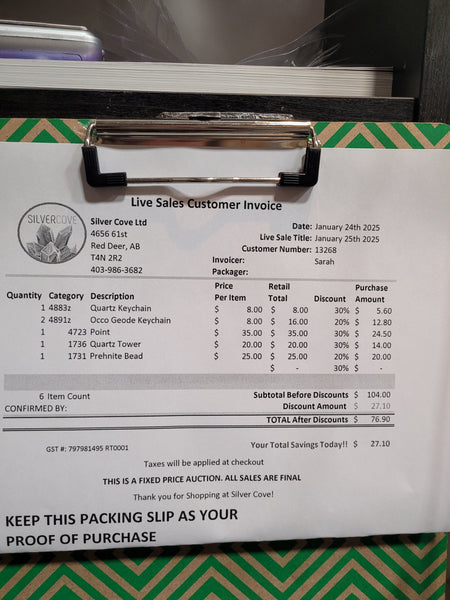 Live Sales Customer Invoice
SILVERCOVE
Silver Cove Ltd
4656 61st
Red Deer, AB
T4N 2R2
403-986-3682
Date: January 24th 2025
Live Sale Title: January 25th 2025
Customer Number: 13268
Invoicer: Sarah
Packager:
Quantity Category Description Price Per Item Retail Total Discount Purchase Amount
1 4883z Quartz Keychain $ 8.00 $ 8.00 30% $ 5.60
2 4891z Occo Geode Keychain $ 8.00 $ 16.00 20% $ 12.80
1 4723 Point $ 35.00 $ 35.00 30% $ 24.50
1 1736 Quartz Tower $ 20.00 $ 20.00 30% $ 14.00
1 1731 Prehnite Bead $ 25.00 $ 25.00 20% $ 20.00
$ - 30% $ -
6 Item Count Subtotal Before Discounts $ 104.00
CONFIRMED BY: Discount Amount $ 27.10
TOTAL After Discounts $ 76.90
GST #: 797981495 RT0001 Your Total Savings Today!! $ 27.10
Taxes will be applied at checkout
THIS IS A FIXED PRICE AUCTION. ALL SALES ARE FINAL
Thank you for Shopping at Silver Cove!
KEEP THIS PACKING SLIP AS YOUR
PROOF OF PURCHASE